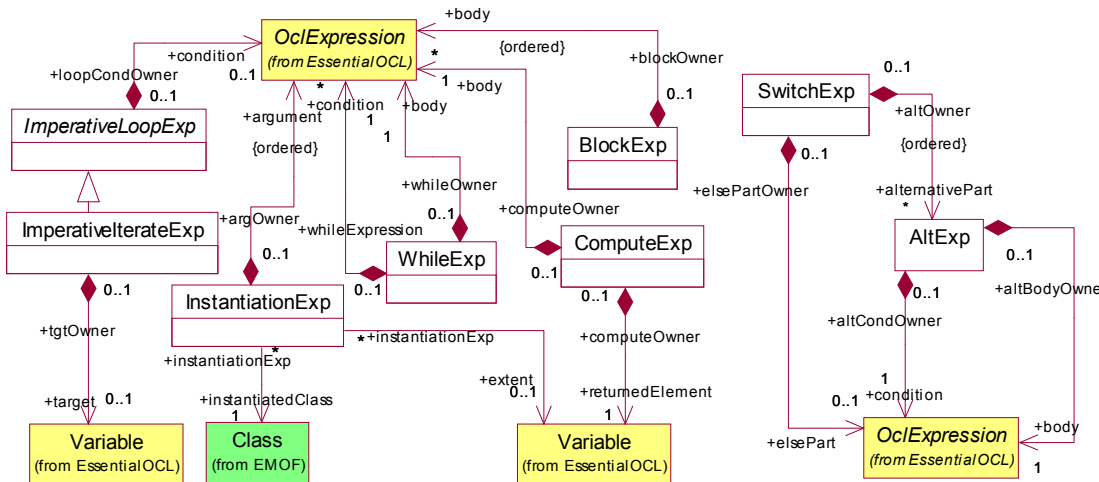 +body
OclExpression
(from EssentialOCL)
+condition
0..1
*
{ordered}
*
1
+body
+blockOwner
0..1
+loopCondOwner
0..1
ImperativeLoopExp
+argument
{ordered}
+condition
1
+body
1
BlockExp
SwitchExp
0..1
+altOwner
{ordered}
0..1
+elsePartOwner
+alternativePart
*
ImperativeIterateExp
0..1
+argOwner
0..1
+whileOwner
0..1
+whileExpression
0..1
WhileExp
+computeOwner
0..1
ComputeExp
0..1
AltExp
0..1
0..1
+altBodyOwner
+altCondOwner
InstantiationExp
+tgtOwner
*
+instantiationExp
*
+instantiationExp
+computeOwner
+extent
0..1
+target
0..1
+instantiatedClass
1
+returnedElement
1
1
+condition
0..1
+elsePart
+body
1
Variable
(from EssentialOCL)
Class
(from EMOF)
Variable
(from EssentialOCL)
OclExpression
(from EssentialOCL)